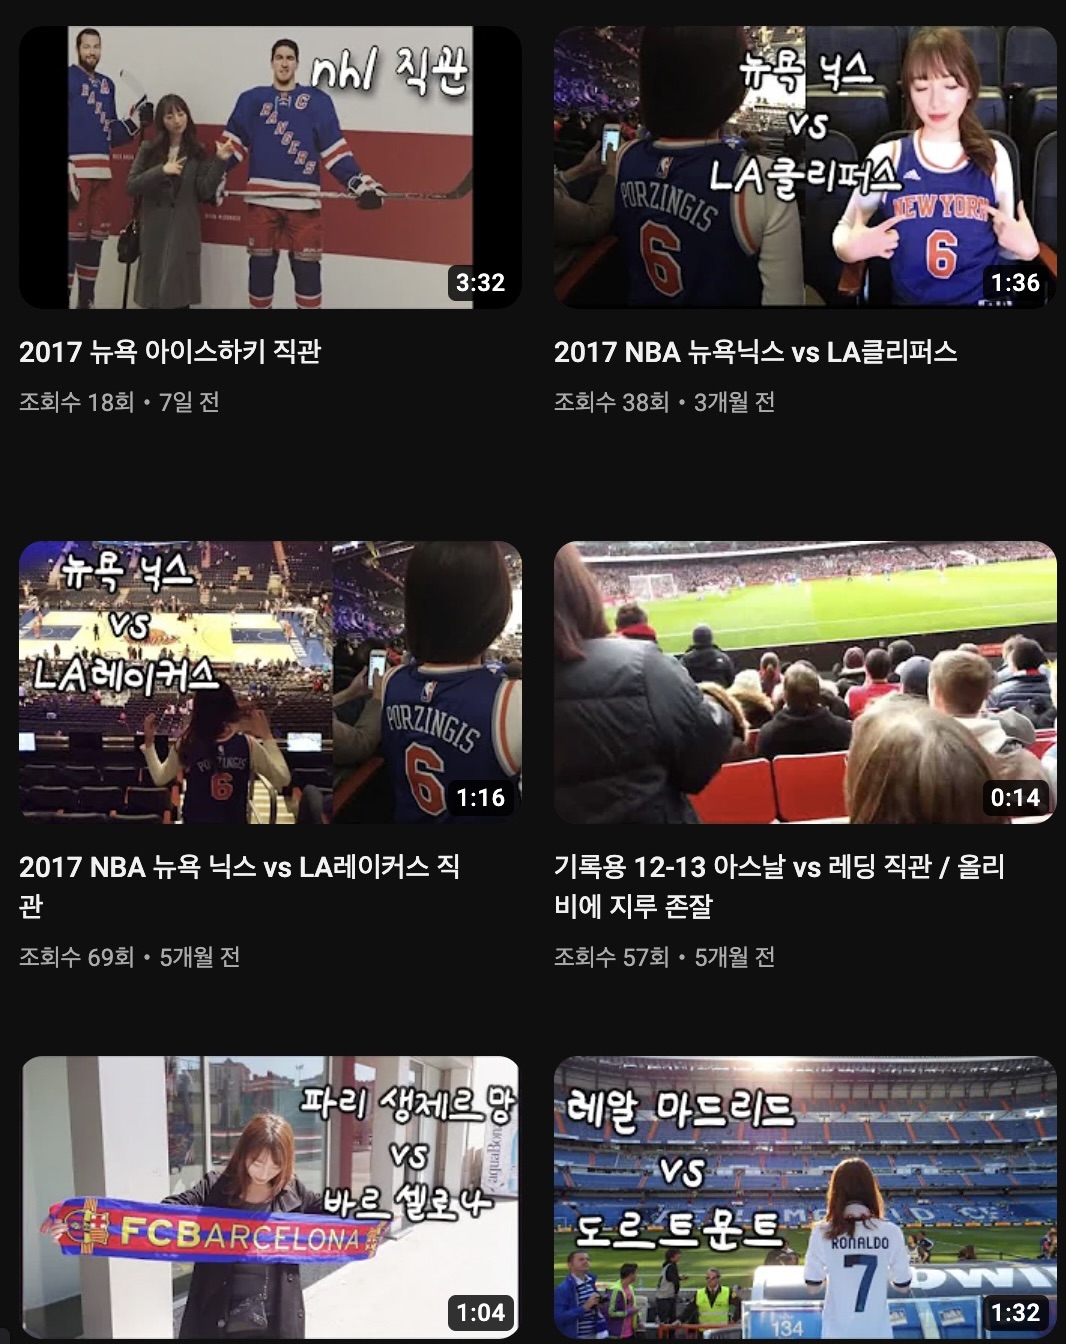 nhl 직관
RANGERS
3:32
2017 뉴욕 아이스하키 직관
조회수 18회 • 7일 전
뉴욕 닉스
vs
LA클리퍼스
PORZINGIS
6
NEW YORK
6
1:36
2017 NBA 뉴욕닉스 vs LA클리퍼스
조회수 38회 • 3개월 전
뉴욕 닉스
vs
LA레이커스
PORZINGIS
6
PORZINGIS
6
1:16
2017 NBA 뉴욕 닉스 vs LA레이커스 직
관
조회수 69회 • 5개월 전
0:14
기록용 12-13 아스날 vs 레딩 직관 / 올리
비에 지루 존잘
조회수 57회 • 5개월 전
파리 생제르망
vs
바르셀로나
aquaBona
FCBARCELONA
1:04
레알 마드리드
vs
도르트문트
RONALDO
7
134
1:32